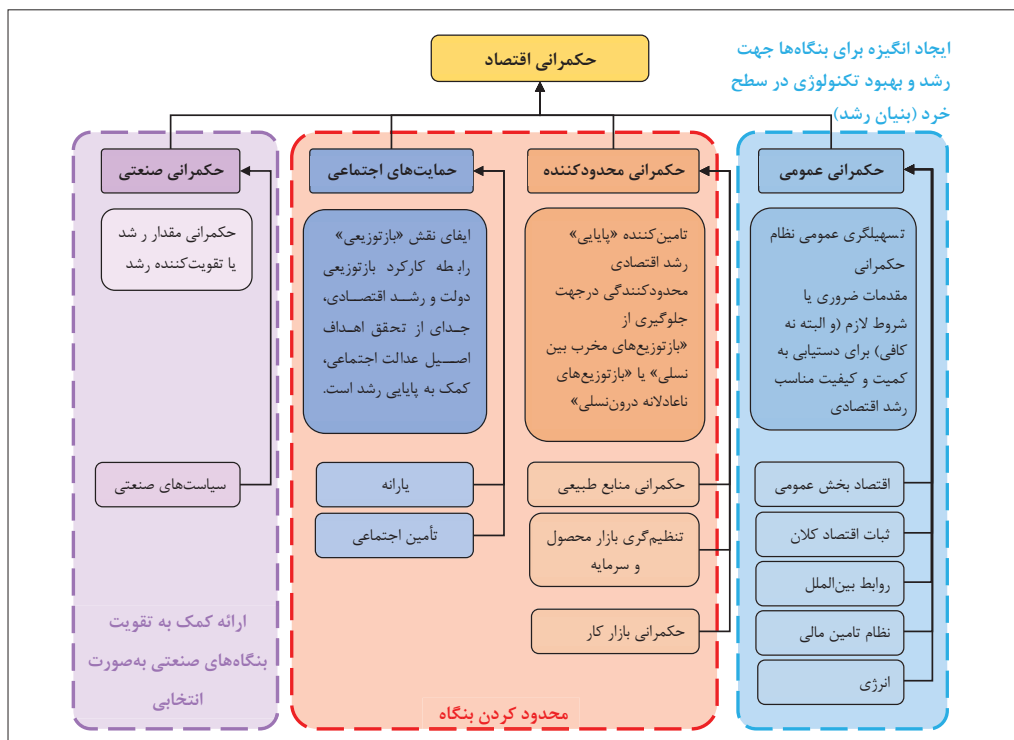 حکمرانی اقتصاد
ایجاد انگیزه برای بنگاه‌ها جهت
رشد و بهبود تکنولوژی در سطح
خرد (بنیان رشد)
حکمرانی عمومی
تسهیلگری عمومی نظام
حکمرانی
مقدمات ضروری یا
شروط لازم (و البته نه
کافی) برای دستیابی به
کمیت و کیفیت مناسب
رشد اقتصادی
اقتصاد بخش عمومی
ثبات اقتصاد کلان
روابط بین‌الملل
نظام تامین مالی
انرژی
حکمرانی محدودکننده
تامین‌کننده «پایایی»
رشد اقتصادی
محدودکنندگی درجهت
جلوگیری از
«بازتوزیع‌های مخرب بین
نسلی» یا «بازتوزیع‌های
ناعادلانه درون‌نسلی»
حکمرانی منابع طبیعی
تنظیم‌گری بازار محصول
و سرمایه
حکمرانی بازار کار
حمایت‌های اجتماعی
ایفای نقش «بازتوزیعی»
رابطه کارکرد بازتوزیعی
دولت و رشــد اقتصــادی،
جــدای از تحقق اهــداف
اصــیل عدالت اجتماعی،
کمک به پایایی رشد است.
یارانه
تأمین اجتماعی
محدود کردن بنگاه
حکمرانی صنعتی
حکمرانی مقدار ر شد
یا تقویت‌کننده رشد
سیاست‌های صنعتی
ارائه کمک به تقویت
بنگاه‌های صنعتی به‌صورت
انتخابی